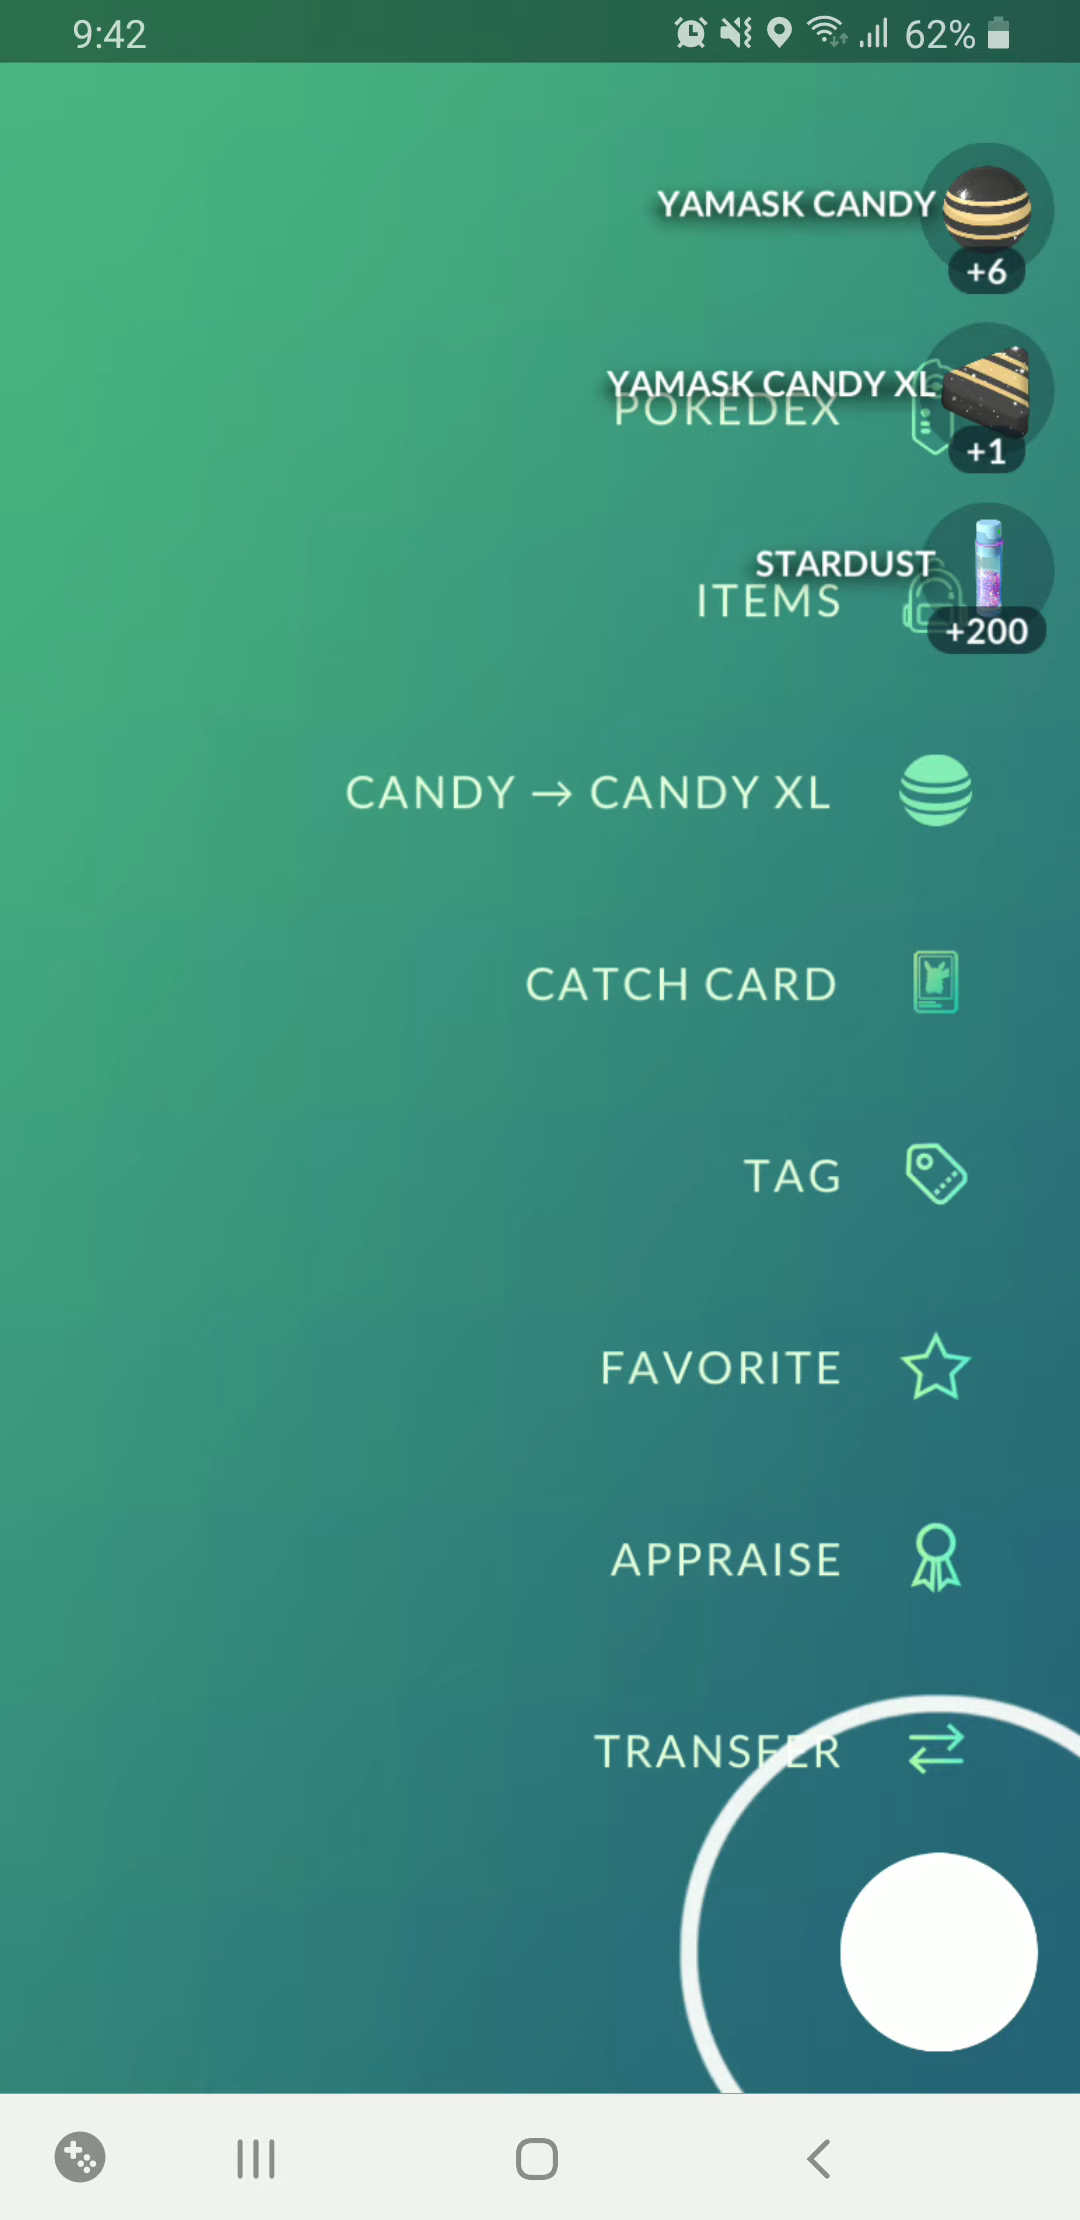 9:42
62%
YAMASK CANDY
+6
YAMASK CANDY XL
+1
POKÉDEX
STARDUST
+200
ITEMS
CANDY → CANDY XL
CATCH CARD
TAG
FAVORITE
APPRAISE
TRANSFER